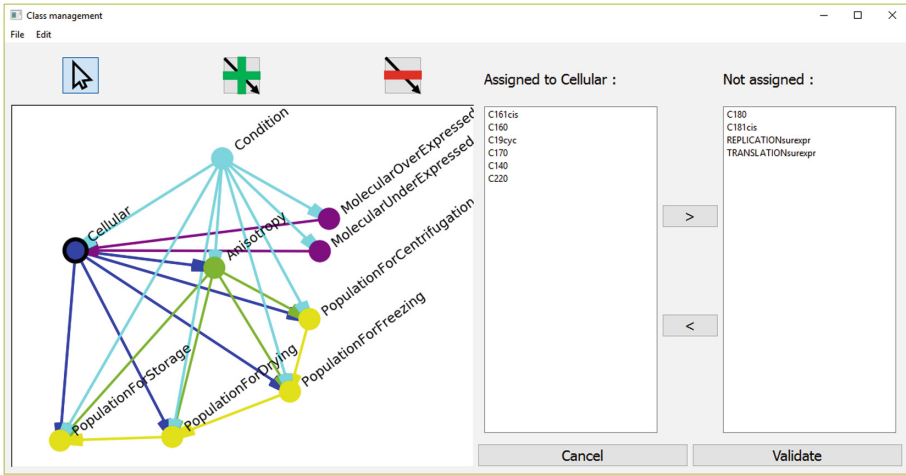 Class management
File Edit
Assigned to Cellular :
Not assigned :
Condition
MolecularOverExpressed
MolecularUnderExpressed
Cellular
Anisotropy
PopulationForCentrifugation
PopulationForFreezing
PopulationForStorage
PopulationForDrying
C161cis
C160
C19cyc
C170
C140
C220
>
<
C180
C181cis
REPLICATIONsurexpr
TRANSLATIONsurexpr
Cancel
Validate